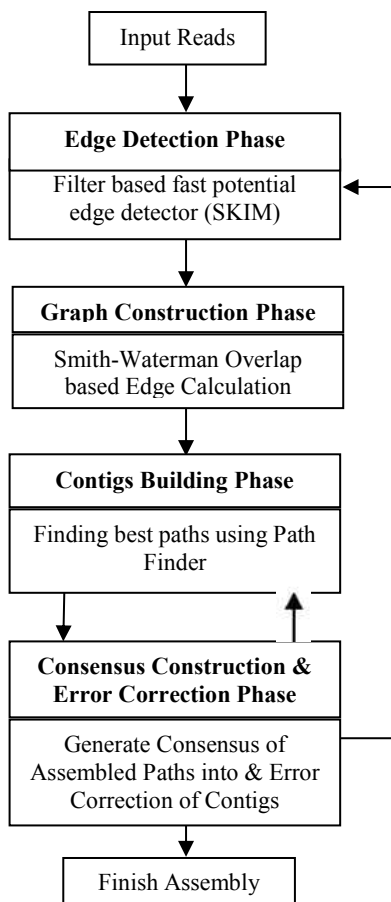 Input Reads
Edge Detection Phase
Filter based fast potential
edge detector (SKIM)
Graph Construction Phase
Smith-Waterman Overlap
based Edge Calculation
Contigs Building Phase
Finding best paths using Path
Finder
Consensus Construction &
Error Correction Phase
Generate Consensus of
Assembled Paths into & Error
Correction of Contigs
Finish Assembly